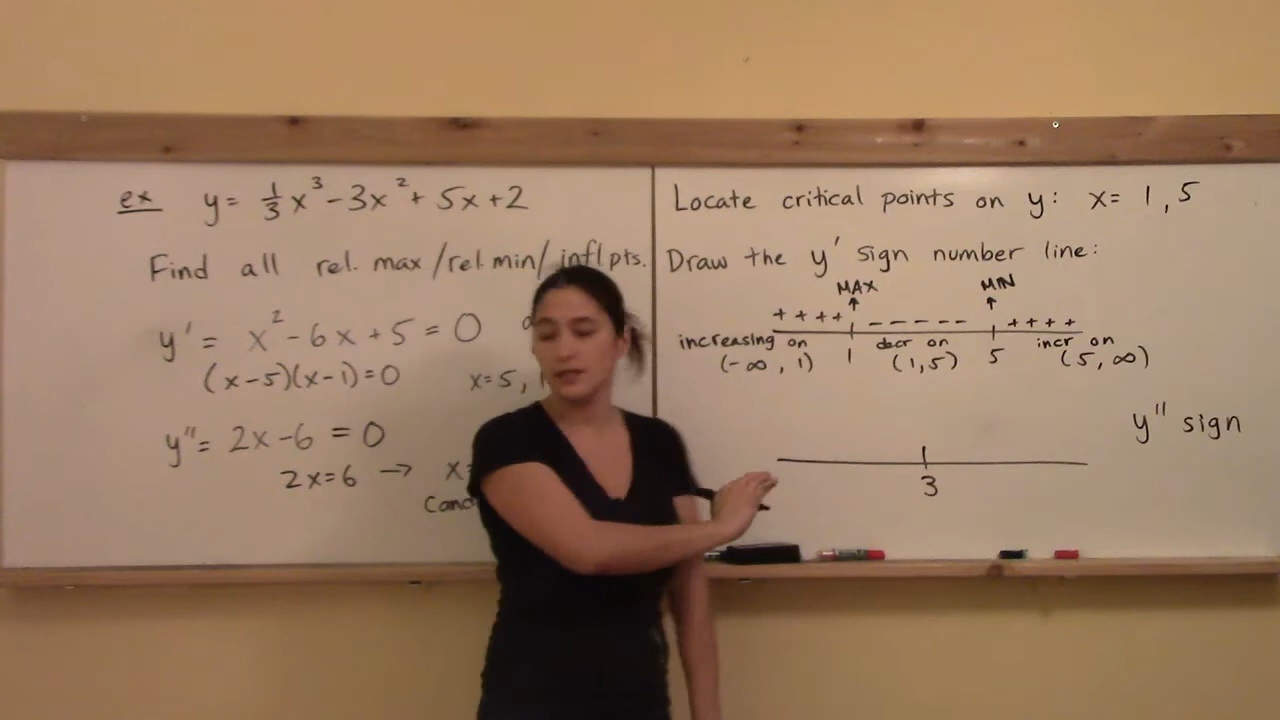 ex y = 1/3 x³ - 3x² + 5x + 2
Find all rel. max / rel. min / infl pts.
y' = x² - 6x + 5 = 0
(x-5)(x-1) = 0 x = 5,
y'' = 2x - 6 = 0
2x = 6 → x =
Locate critical points on y: x = 1, 5
Draw the y' sign number line:
MAX MIN
+ + + + - - - - - + + + +
increasing on decr on incr on
(-∞, 1) 1 (1, 5) 5 (5, ∞)
y'' sign
3